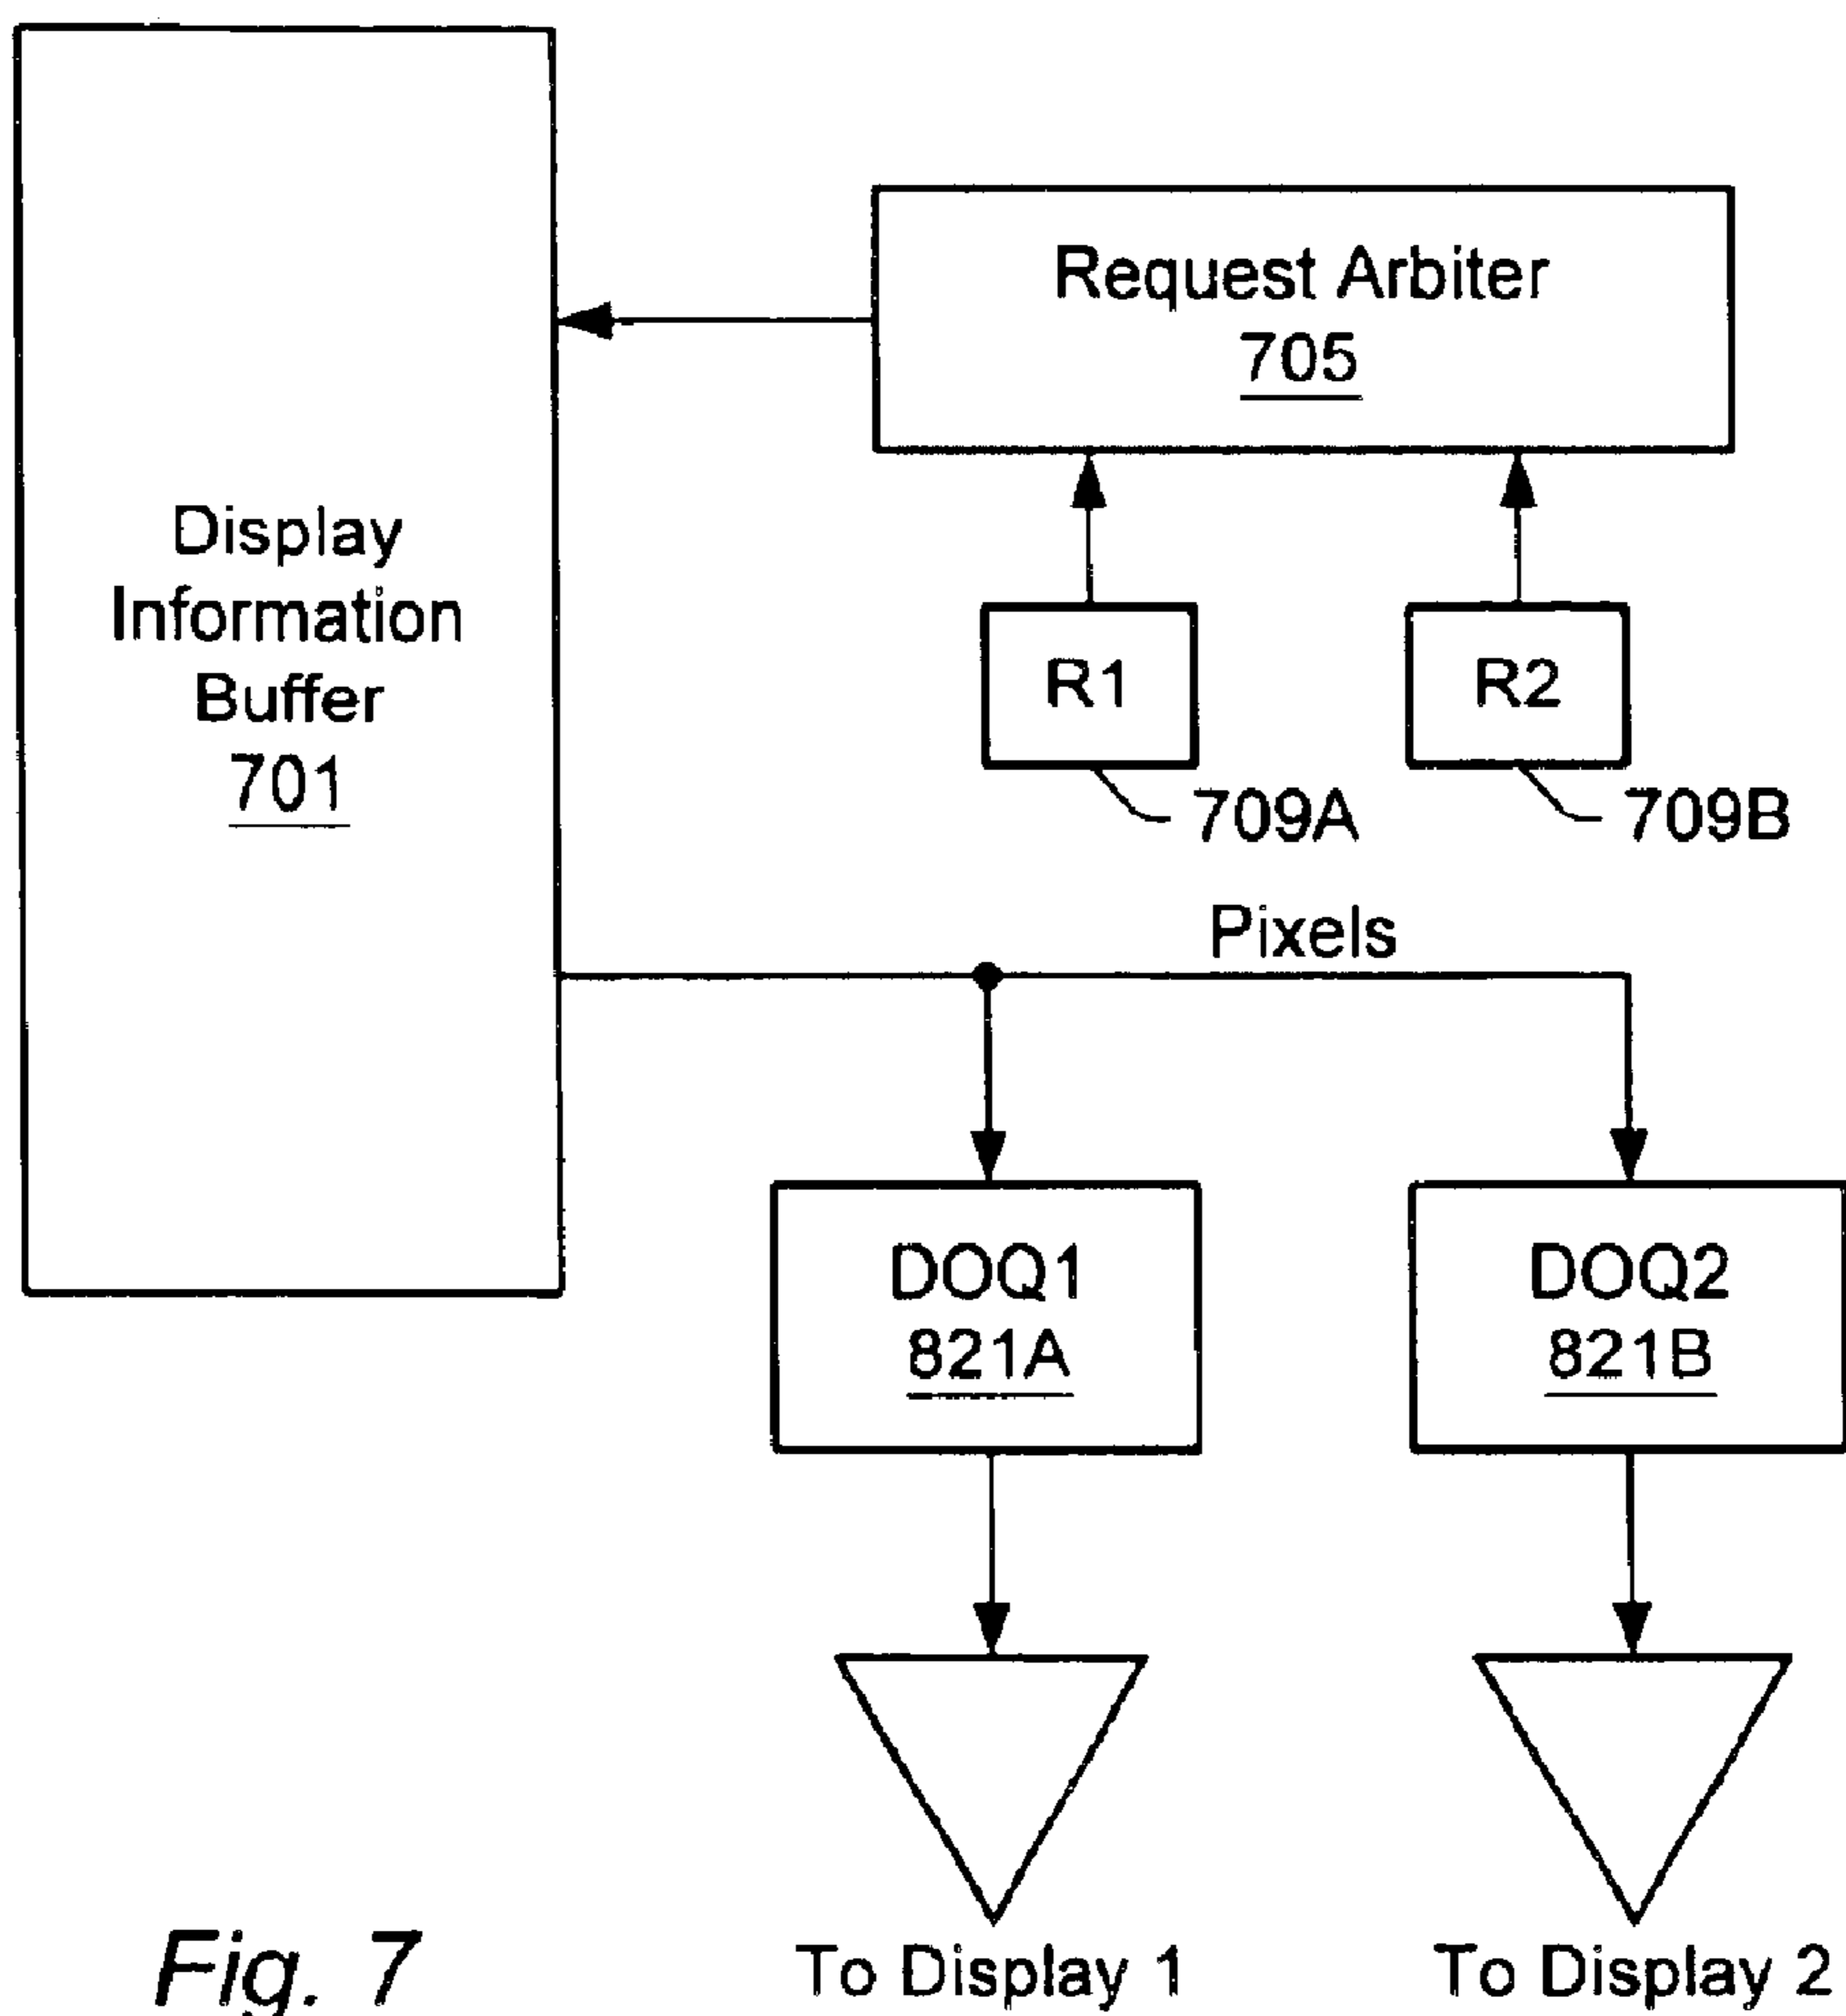 Request Arbiter
705
Display
Information
Buffer
701
R1
R2
709A
709B
Pixels
DOQ1
821A
DOQ2
821B
To Display 1
To Display 2
Fig. 7